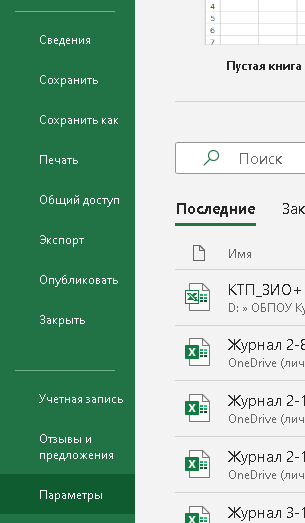 7
Пустая книга
Сведения
Сохранить
Сохранить как
Печать
Общий доступ
Экспорт
Опубликовать
Закрыть
Учетная запись
Отзывы и
предложения
Параметры
Поиск
Последние Зак
Имя
КТП_ЗИО+
D: » ОБПОУ Ку
Журнал 2-8
OneDrive (лич
Журнал 2-1
OneDrive (лич
Журнал 2-1
OneDrive (лич
Журнал 3-1